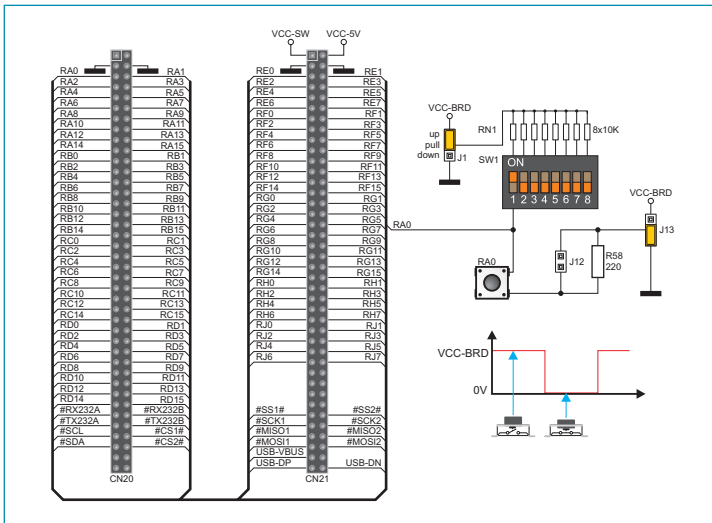 VCC-SW VCC-5V
RA0 RA1
RA2 RA3
RA4 RA5
RA6 RA7
RA8 RA9
RA10 RA11
RA12 RA13
RA14 RA15
RB0 RB1
RB2 RB3
RB4 RB5
RB6 RB7
RB8 RB9
RB10 RB11
RB12 RB13
RB14 RB15
RC0 RC1
RC2 RC3
RC4 RC5
RC6 RC7
RC8 RC9
RC10 RC11
RC12 RC13
RC14 RC15
RD0 RD1
RD2 RD3
RD4 RD5
RD6 RD7
RD8 RD9
RD10 RD11
RD12 RD13
RD14 RD15
#RX232A #RX232B
#TX232A #TX232B
#SCL #CS1#
#SDA #CS2#
CN20
RE0 RE1
RE2 RE3
RE4 RE5
RE6 RE7
RF0 RF1
RF2 RF3
RF4 RF5
RF6 RF7
RF8 RF9
RF10 RF11
RF12 RF13
RF14 RF15
RG0 RG1
RG2 RG3
RG4 RG5
RG6 RG7
RG8 RG9
RG10 RG11
RG12 RG13
RG14 RG15
RH0 RH1
RH2 RH3
RH4 RH5
RH6 RH7
RJ0 RJ1
RJ2 RJ3
RJ4 RJ5
RJ6 RJ7
#SS1# #SS2#
#SCK1 #SCK2
#MISO1 #MISO2
#MOSI1 #MOSI2
USB-VBUS
USB-DP USB-DN
CN21
VCC-BRD
up
pull
down
J1
RN1 8x10K
SW1
ON
1 2 3 4 5 6 7 8
RA0
VCC-BRD
J13
RA0
J12
R58
220
VCC-BRD
0V